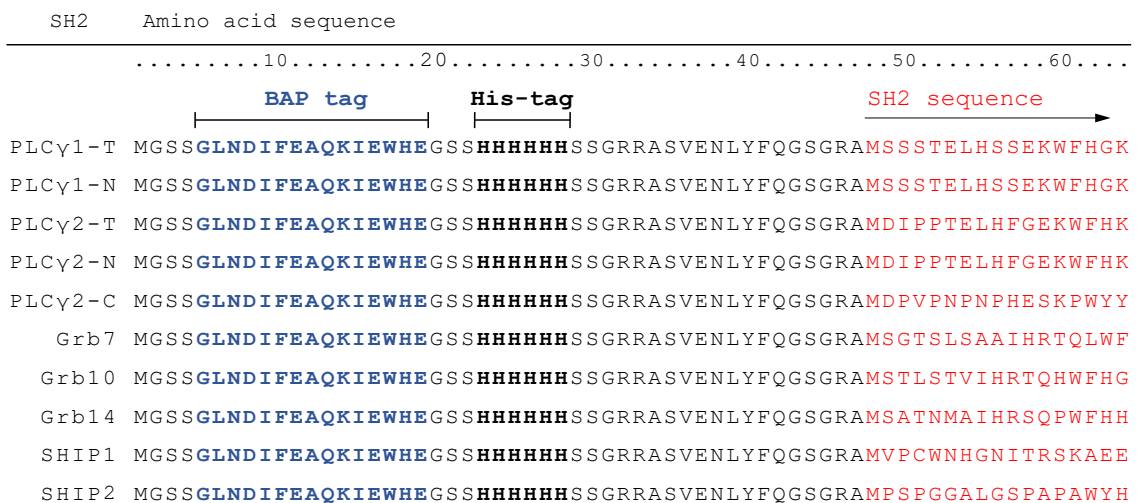 SH2 Amino acid sequence
.........10.........20.........30.........40.........50.........60....
BAP tag His-tag SH2 sequence
PLCγ1-T MGSSGLNDIFEAQKIEWHEGSSHHHHHHSSGRRASVENLYFQGSGRAMSSSTELHSSEKWFHGK
PLCγ1-N MGSSGLNDIFEAQKIEWHEGSSHHHHHHSSGRRASVENLYFQGSGRAMSSSTELHSSEKWFHGK
PLCγ2-T MGSSGLNDIFEAQKIEWHEGSSHHHHHHSSGRRASVENLYFQGSGRAMDIPPTELHFGEKWFHK
PLCγ2-N MGSSGLNDIFEAQKIEWHEGSSHHHHHHSSGRRASVENLYFQGSGRAMDIPPTELHFGEKWFHK
PLCγ2-C MGSSGLNDIFEAQKIEWHEGSSHHHHHHSSGRRASVENLYFQGSGRAMDPVPNPNPHESKPWYY
Grb7 MGSSGLNDIFEAQKIEWHEGSSHHHHHHSSGRRASVENLYFQGSGRAMSGTSLSAAIHRTQLWF
Grb10 MGSSGLNDIFEAQKIEWHEGSSHHHHHHSSGRRASVENLYFQGSGRAMSTLSTVIHRTQHWFHG
Grb14 MGSSGLNDIFEAQKIEWHEGSSHHHHHHSSGRRASVENLYFQGSGRAMSATNMAIHRSQPWFHH
SHIP1 MGSSGLNDIFEAQKIEWHEGSSHHHHHHSSGRRASVENLYFQGSGRAMVPCWNHGNITRSKAEE
SHIP2 MGSSGLNDIFEAQKIEWHEGSSHHHHHHSSGRRASVENLYFQGSGRAMPSPGGALGSPAPAWYH